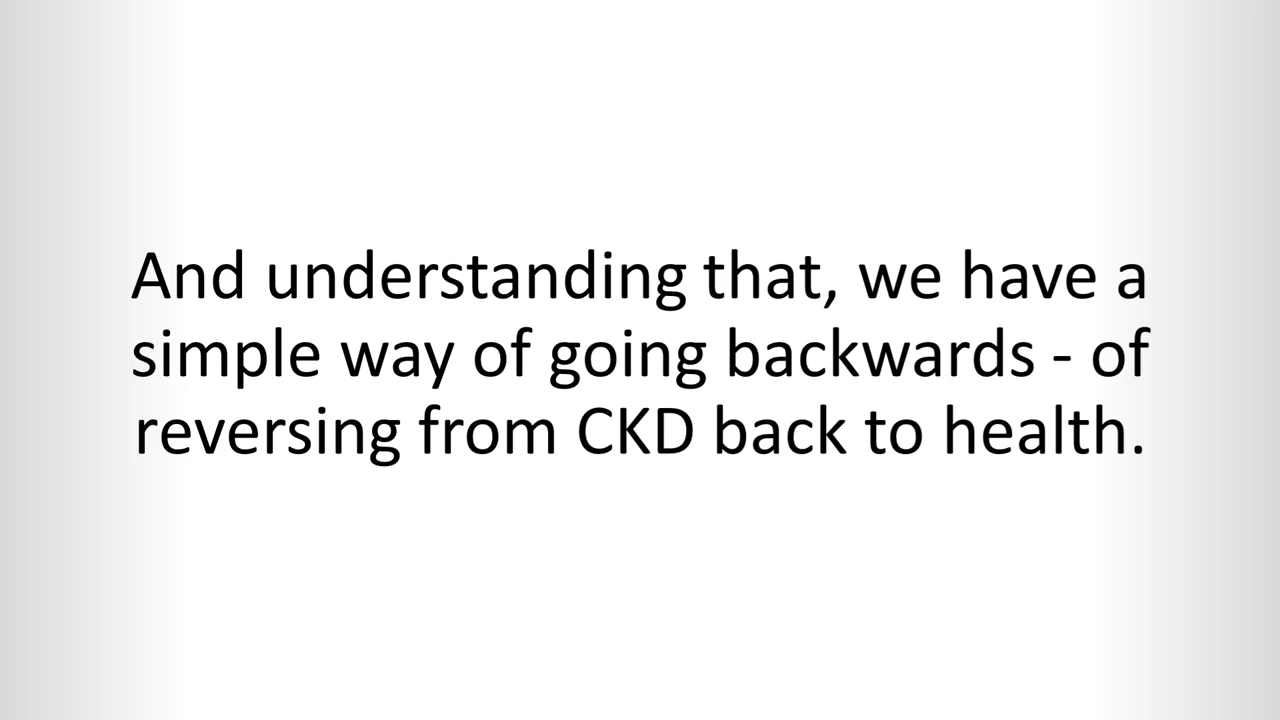 And understanding that, we have a
simple way of going backwards - of
reversing from CKD back to health.